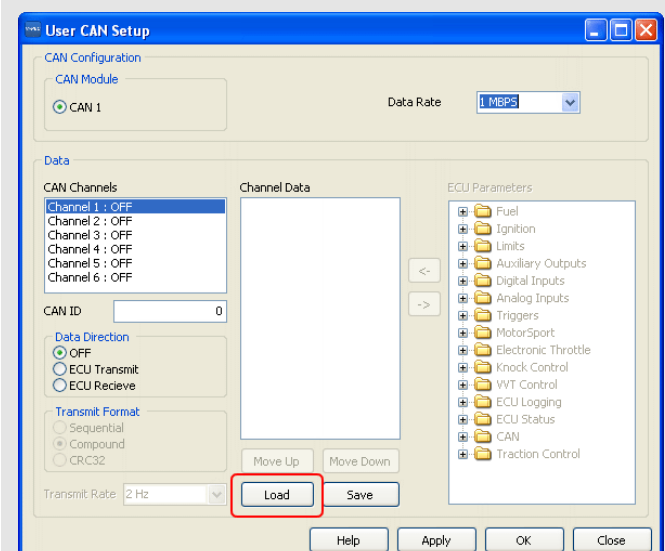 User CAN Setup
CAN Configuration
CAN Module
CAN 1
Data Rate
1 MBPS
Data
CAN Channels
Channel 1 : OFF
Channel 2 : OFF
Channel 3 : OFF
Channel 4 : OFF
Channel 5 : OFF
Channel 6 : OFF
CAN ID
0
Data Direction
OFF
ECU Transmit
ECU Recieve
Transmit Format
Sequential
Compound
CRC32
Transmit Rate
2 Hz
Channel Data
<-
->
Move Up
Move Down
Load
Save
ECU Parameters
Fuel
Ignition
Limits
Auxiliary Outputs
Digital Inputs
Analog Inputs
Triggers
MotorSport
Electronic Throttle
Knock Control
VVT Control
ECU Logging
ECU Status
CAN
Traction Control
Help
Apply
OK
Close